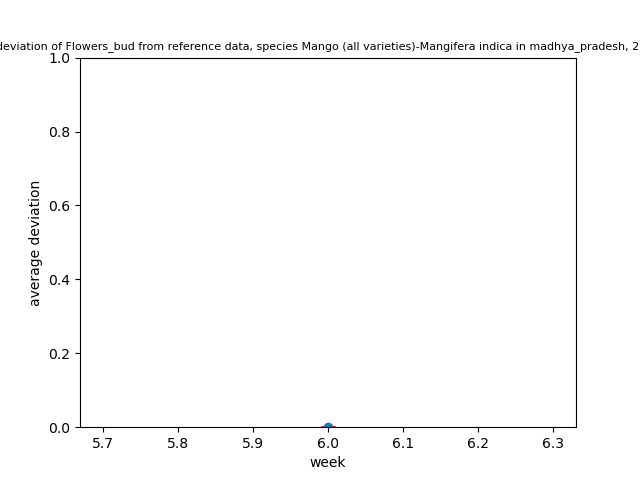 deviation of Flowers_bud from reference data, species Mango (all varieties)-Mangifera indica in madhya_pradesh, 2
1.0
0.8
0.6
0.4
0.2
0.0
average deviation
5.7 5.8 5.9 6.0 6.1 6.2 6.3
week